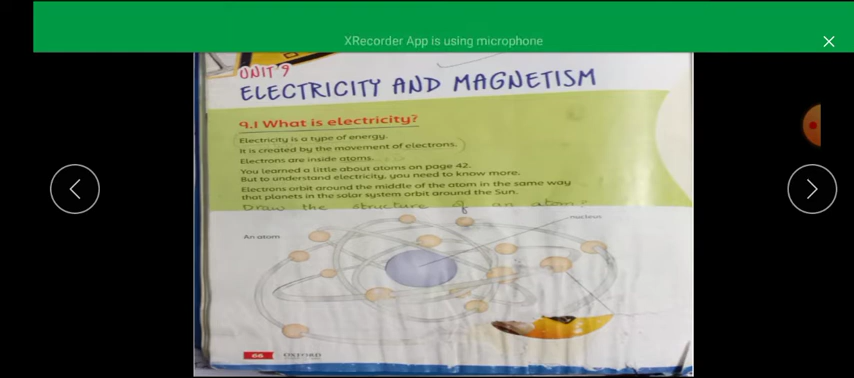 XRecorder App is using microphone
UNIT 9
ELECTRICITY AND MAGNETISM
9.1 What is electricity?
Electricity is a type of energy.
It is created by the movement of electrons.
Electrons are inside atoms.
You learned a little about atoms on page 42.
But to understand electricity, you need to know more.
Electrons orbit around the middle of the atom in the same way
that planets in the solar system orbit around the Sun.
Draw the structure of an atom?
nucleus
An atom
66 OXFORD